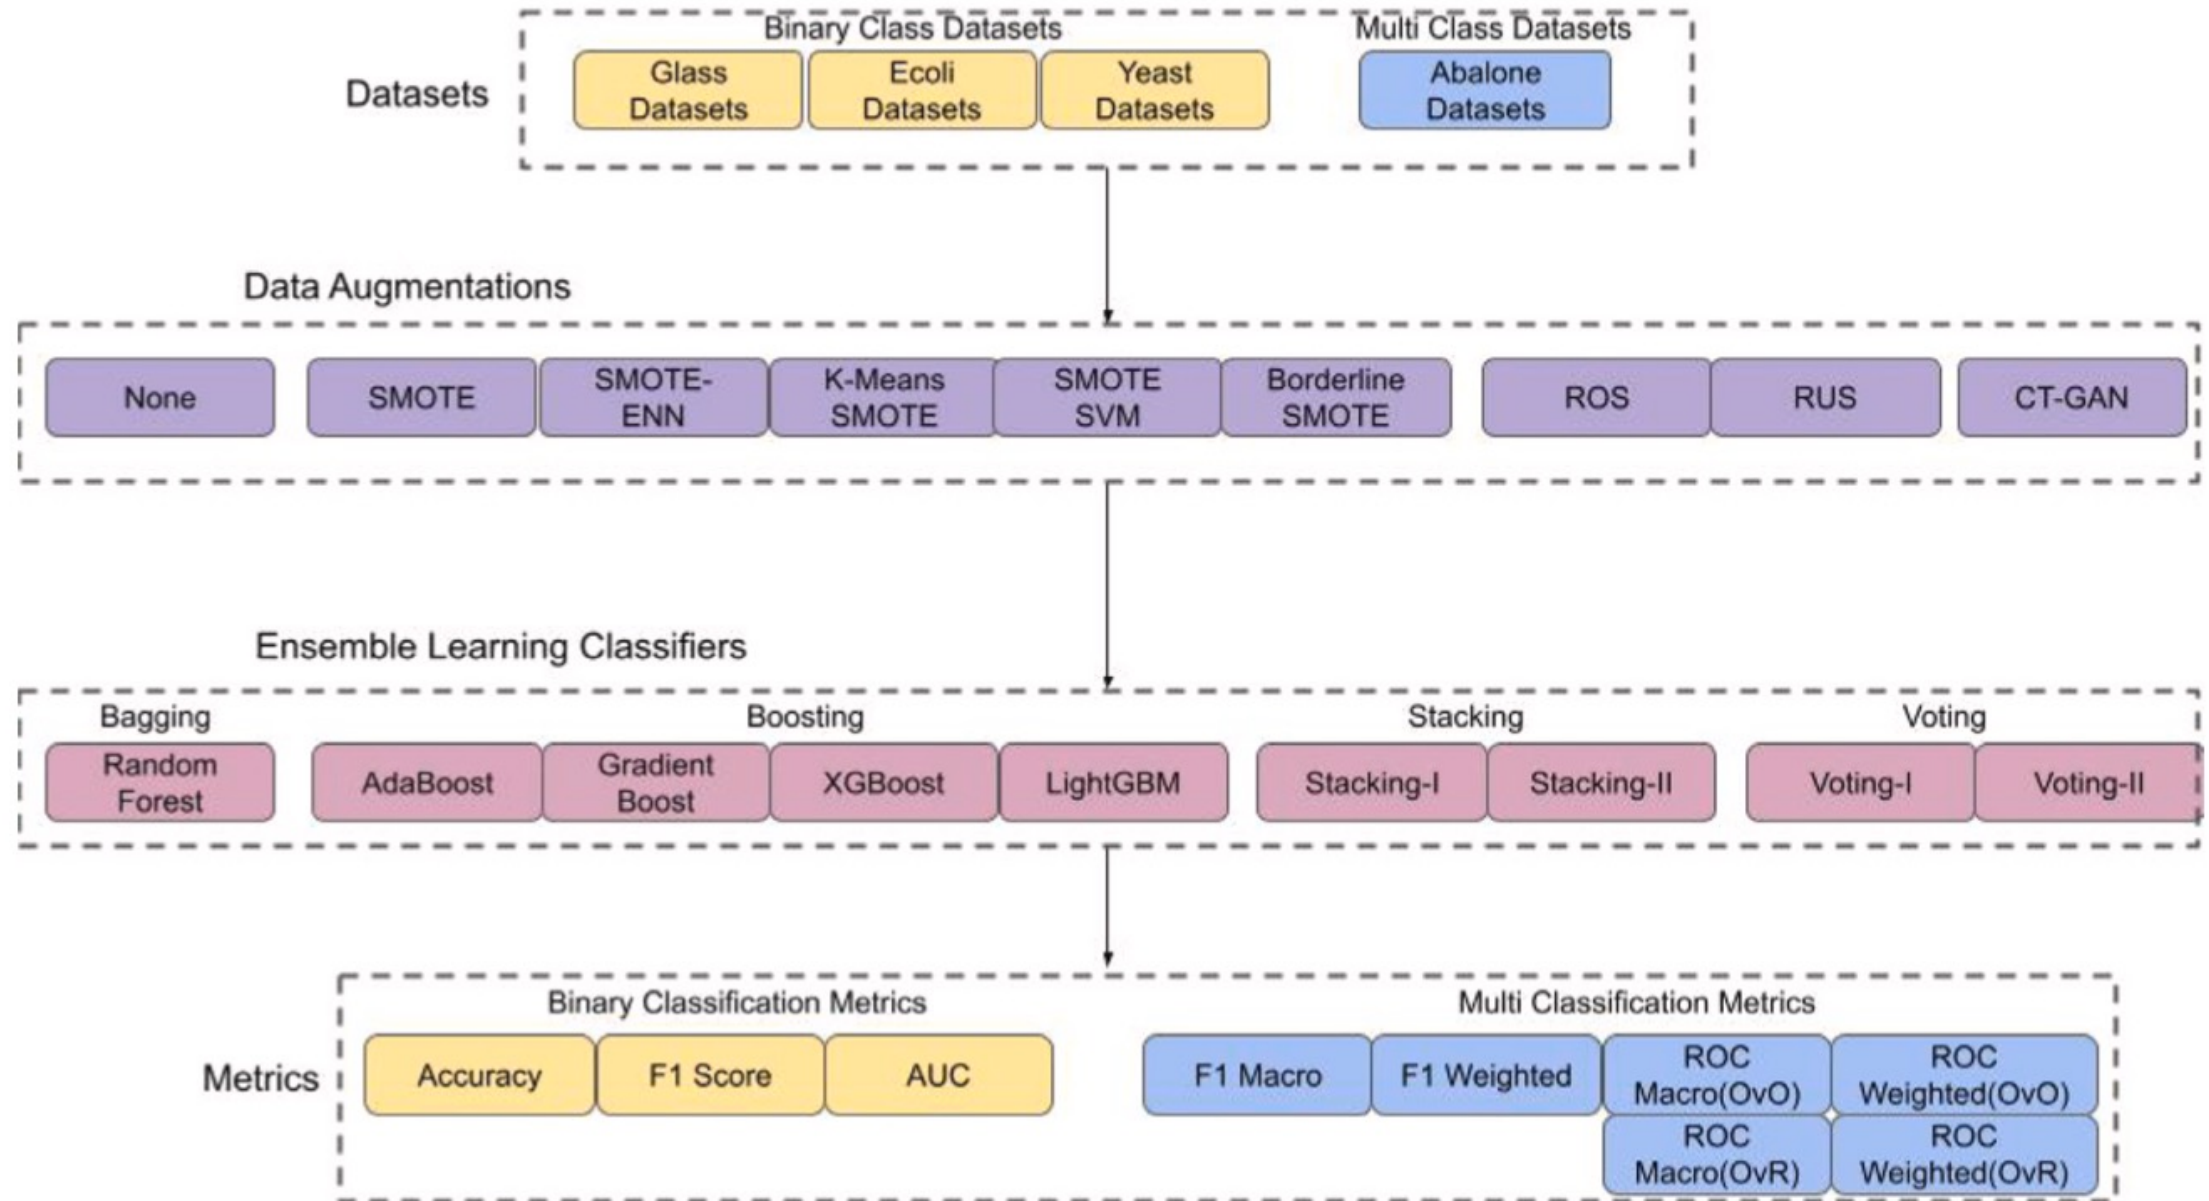 Binary Class Datasets
Multi Class Datasets
Datasets
Glass
Datasets
Ecoli
Datasets
Yeast
Datasets
Abalone
Datasets
Data Augmentations
None
SMOTE
SMOTE-
ENN
K-Means
SMOTE
SMOTE
SVM
Borderline
SMOTE
ROS
RUS
CT-GAN
Ensemble Learning Classifiers
Bagging
Boosting
Stacking
Voting
Random
Forest
AdaBoost
Gradient
Boost
XGBoost
LightGBM
Stacking-I
Stacking-II
Voting-I
Voting-II
Binary Classification Metrics
Multi Classification Metrics
Metrics
Accuracy
F1 Score
AUC
F1 Macro
F1 Weighted
ROC
Macro(OvO)
ROC
Weighted(OvO)
ROC
Macro(OvR)
ROC
Weighted(OvR)